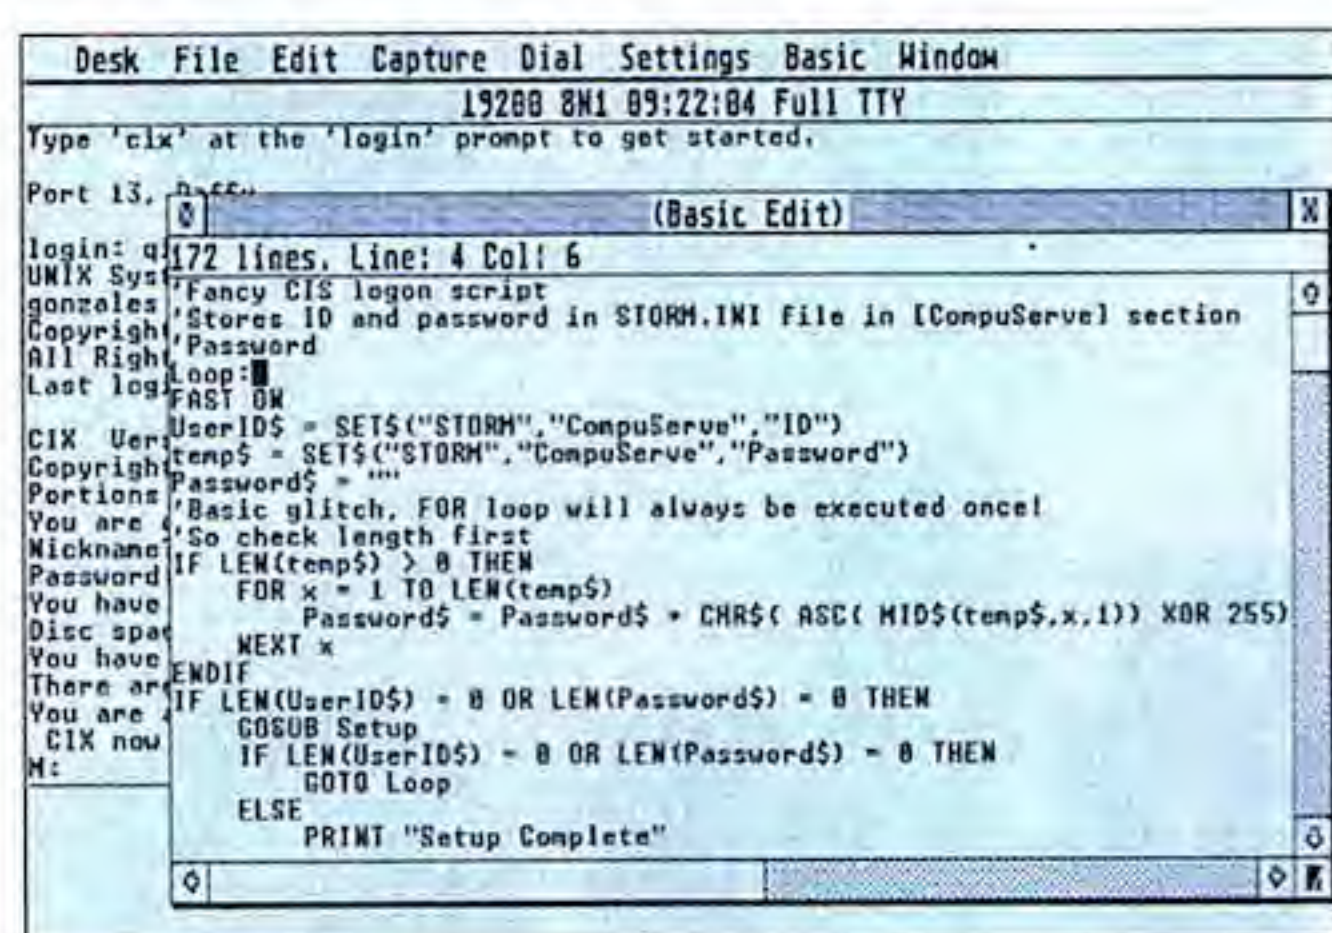 Desk File Edit Capture Dial Settings Basic Window
19200 8N1 09:22:04 Full TTY
Type 'cix' at the 'login' prompt to get started.
Port 13,
(Basic Edit)
login: q
172 lines. Line: 4 Col: 6
UNIX Syst
'Fancy CIS logon script
gonzales
'Stores ID and password in STORM.INI file in [CompuServe] section
Copyright
'Password
All Righ
Loop:
Last logi
FAST ON
UserID$ = SET$("STORM","CompuServe","ID")
CIX Vers
temp$ = SET$("STORM","CompuServe","Password")
Copyright
Password$ = ""
Portions
'Basic glitch, FOR loop will always be executed once!
You are
'So check length first
Nickname
IF LEN(temp$) > 0 THEN
Password
FOR x = 1 TO LEN(temp$)
You have
Password$ = Password$ + CHR$( ASC( MID$(temp$,x,1)) XOR 255)
Disc spa
NEXT x
You have
ENDIF
There are
IF LEN(UserID$) = 0 OR LEN(Password$) = 0 THEN
You are
GOSUB Setup
CIX now
IF LEN(UserID$) = 0 OR LEN(Password$) = 0 THEN
M:
GOTO Loop
ELSE
PRINT "Setup Complete"